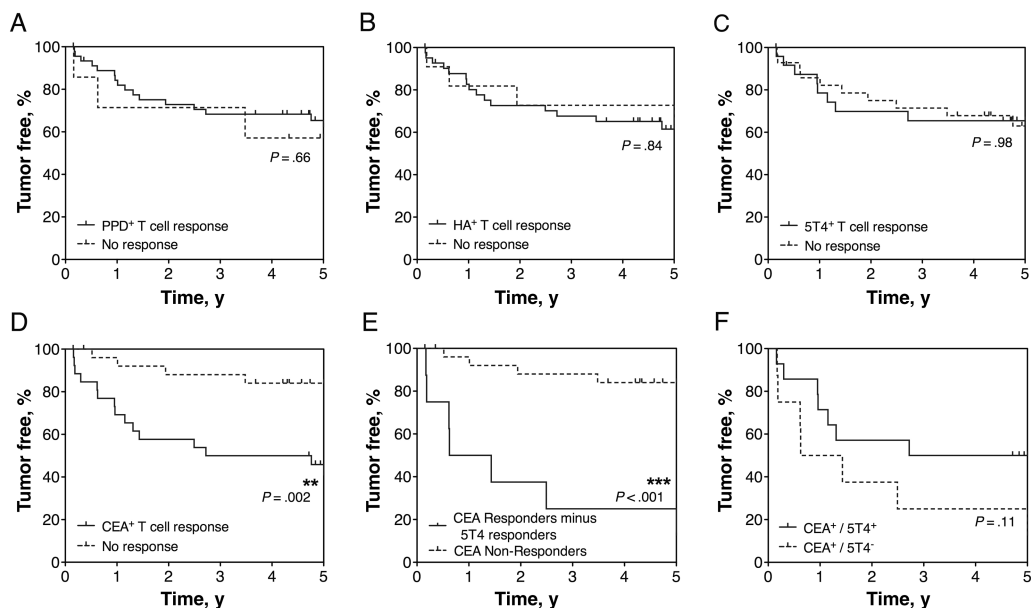 A
Tumor free, %
100
80
60
40
20
0
P = .66
PPD⁺ T cell response
No response
0 1 2 3 4 5
Time, y
B
Tumor free, %
100
80
60
40
20
0
P = .84
HA⁺ T cell response
No response
0 1 2 3 4 5
Time, y
C
Tumor free, %
100
80
60
40
20
0
P = .98
5T4⁺ T cell response
No response
0 1 2 3 4 5
Time, y
D
Tumor free, %
100
80
60
40
20
0
**
P = .002
CEA⁺ T cell response
No response
0 1 2 3 4 5
Time, y
E
Tumor free, %
100
80
60
40
20
0
***
P < .001
CEA Responders minus
5T4 responders
CEA Non-Responders
0 1 2 3 4 5
Time, y
F
Tumor free, %
100
80
60
40
20
0
P = .11
CEA⁺ / 5T4⁺
CEA⁺ / 5T4⁻
0 1 2 3 4 5
Time, y